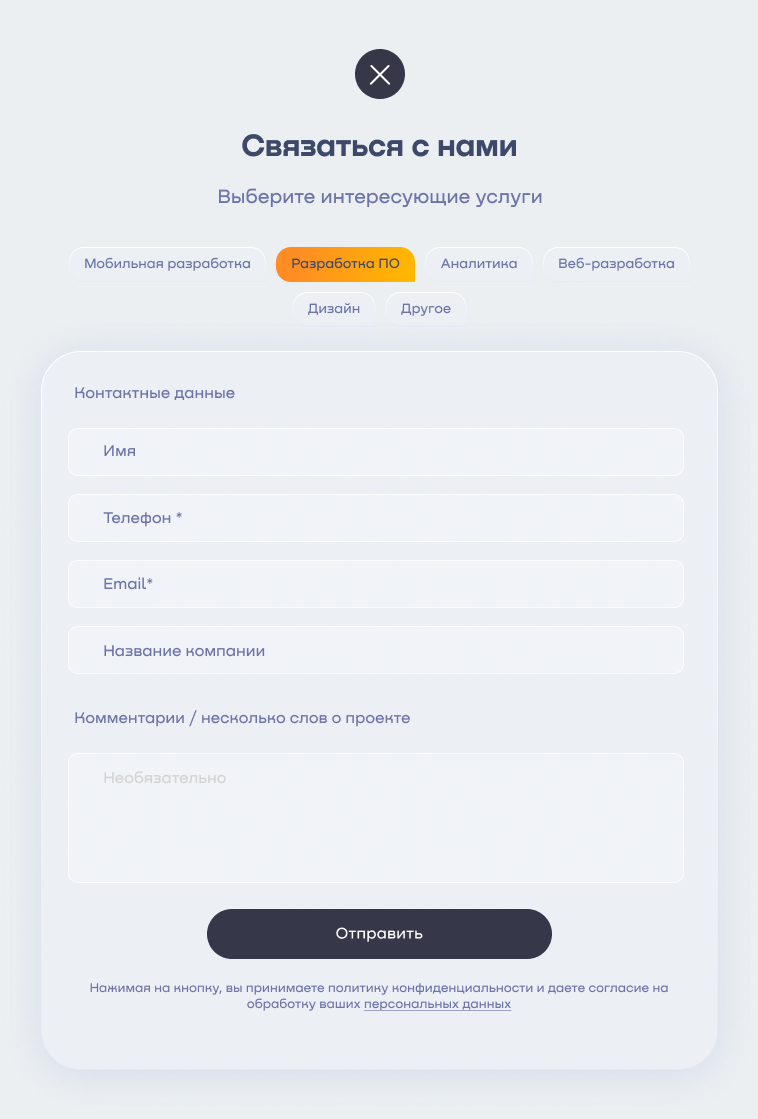 Связаться с нами
Выберите интересующие услуги
Мобильная разработка Разработка ПО Аналитика Веб-разработка
Дизайн Другое
Контактные данные
Имя
Телефон *
Email*
Название компании
Комментарии / несколько слов о проекте
Необязательно
Отправить
Нажимая на кнопку, вы принимаете политику конфиденциальности и даете согласие на
обработку ваших персональных данных